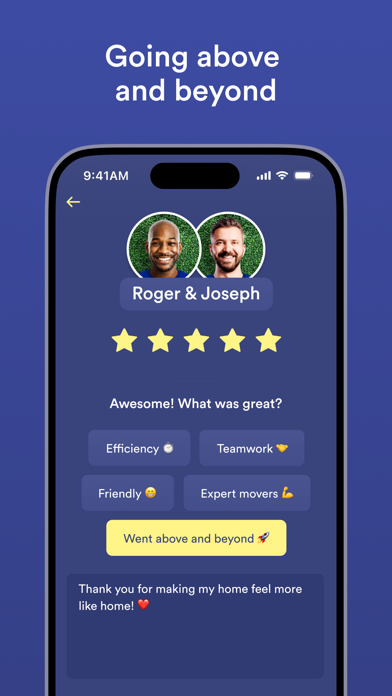 Going above
and beyond
9:41AM
Roger & Joseph
Awesome! What was great?
Efficiency ⏱️
Teamwork 🤝
Friendly 😁
Expert movers 💪
Went above and beyond 🚀
Thank you for making my home feel more
like home! ❤️